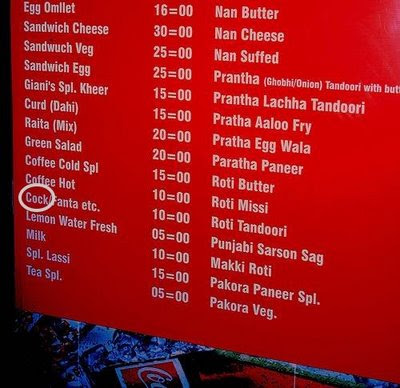 Egg Omllet 16=00 Nan Butter
Sandwich Cheese 30=00 Nan Cheese
Sandwuch Veg 25=00 Nan Suffed
Sandwich Egg 25=00 Prantha (Ghobhi/Onion) Tandoori with
Giani's Spl. Kheer 15=00 Prantha Lachha Tandoori
Curd (Dahi) 15=00 Pratha Aaloo Fry
Raita (Mix) 20=00 Pratha Egg Wala
Green Salad 20=00 Paratha Paneer
Coffee Cold Spl 15=00 Roti Butter
Coffee Hot 10=00 Roti Missi
Cock/Fanta etc. 10=00 Roti Tandoori
Lemon Water Fresh 05=00 Punjabi Sarson Sag
Milk 10=00 Makki Roti
Spl. Lassi 15=00 Pakora Paneer Spl.
Tea Spl. 05=00 Pakora Veg.